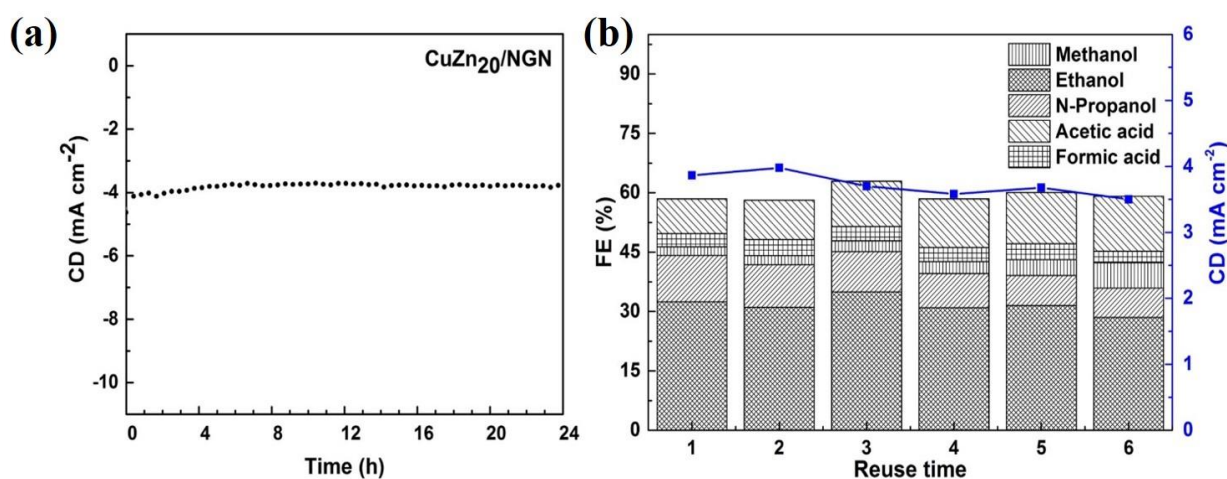 (a)
CuZn20/NGN
CD (mA cm-2)
0
-2
-4
-6
-8
-10
0 4 8 12 16 20 24
Time (h)
(b)
Methanol
Ethanol
N-Propanol
Acetic acid
Formic acid
FE (%)
90
75
60
45
30
15
0
1 2 3 4 5 6
Reuse time
6
5
4
3
2
1
0
CD (mA cm-2)